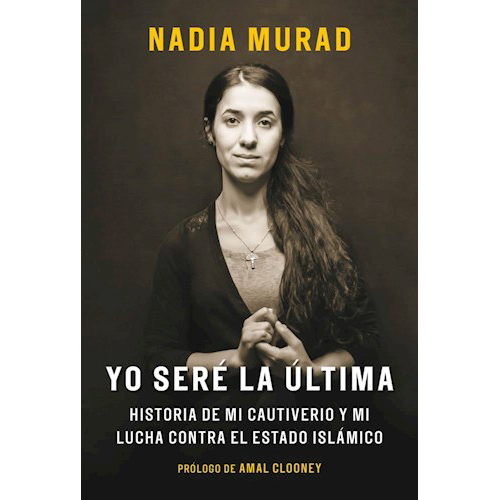 NADIA MURAD
YO SERÉ LA ÚLTIMA
HISTORIA DE MI CAUTIVERIO Y MI
LUCHA CONTRA EL ESTADO ISLÁMICO
PRÓLOGO DE AMAL CLOONEY